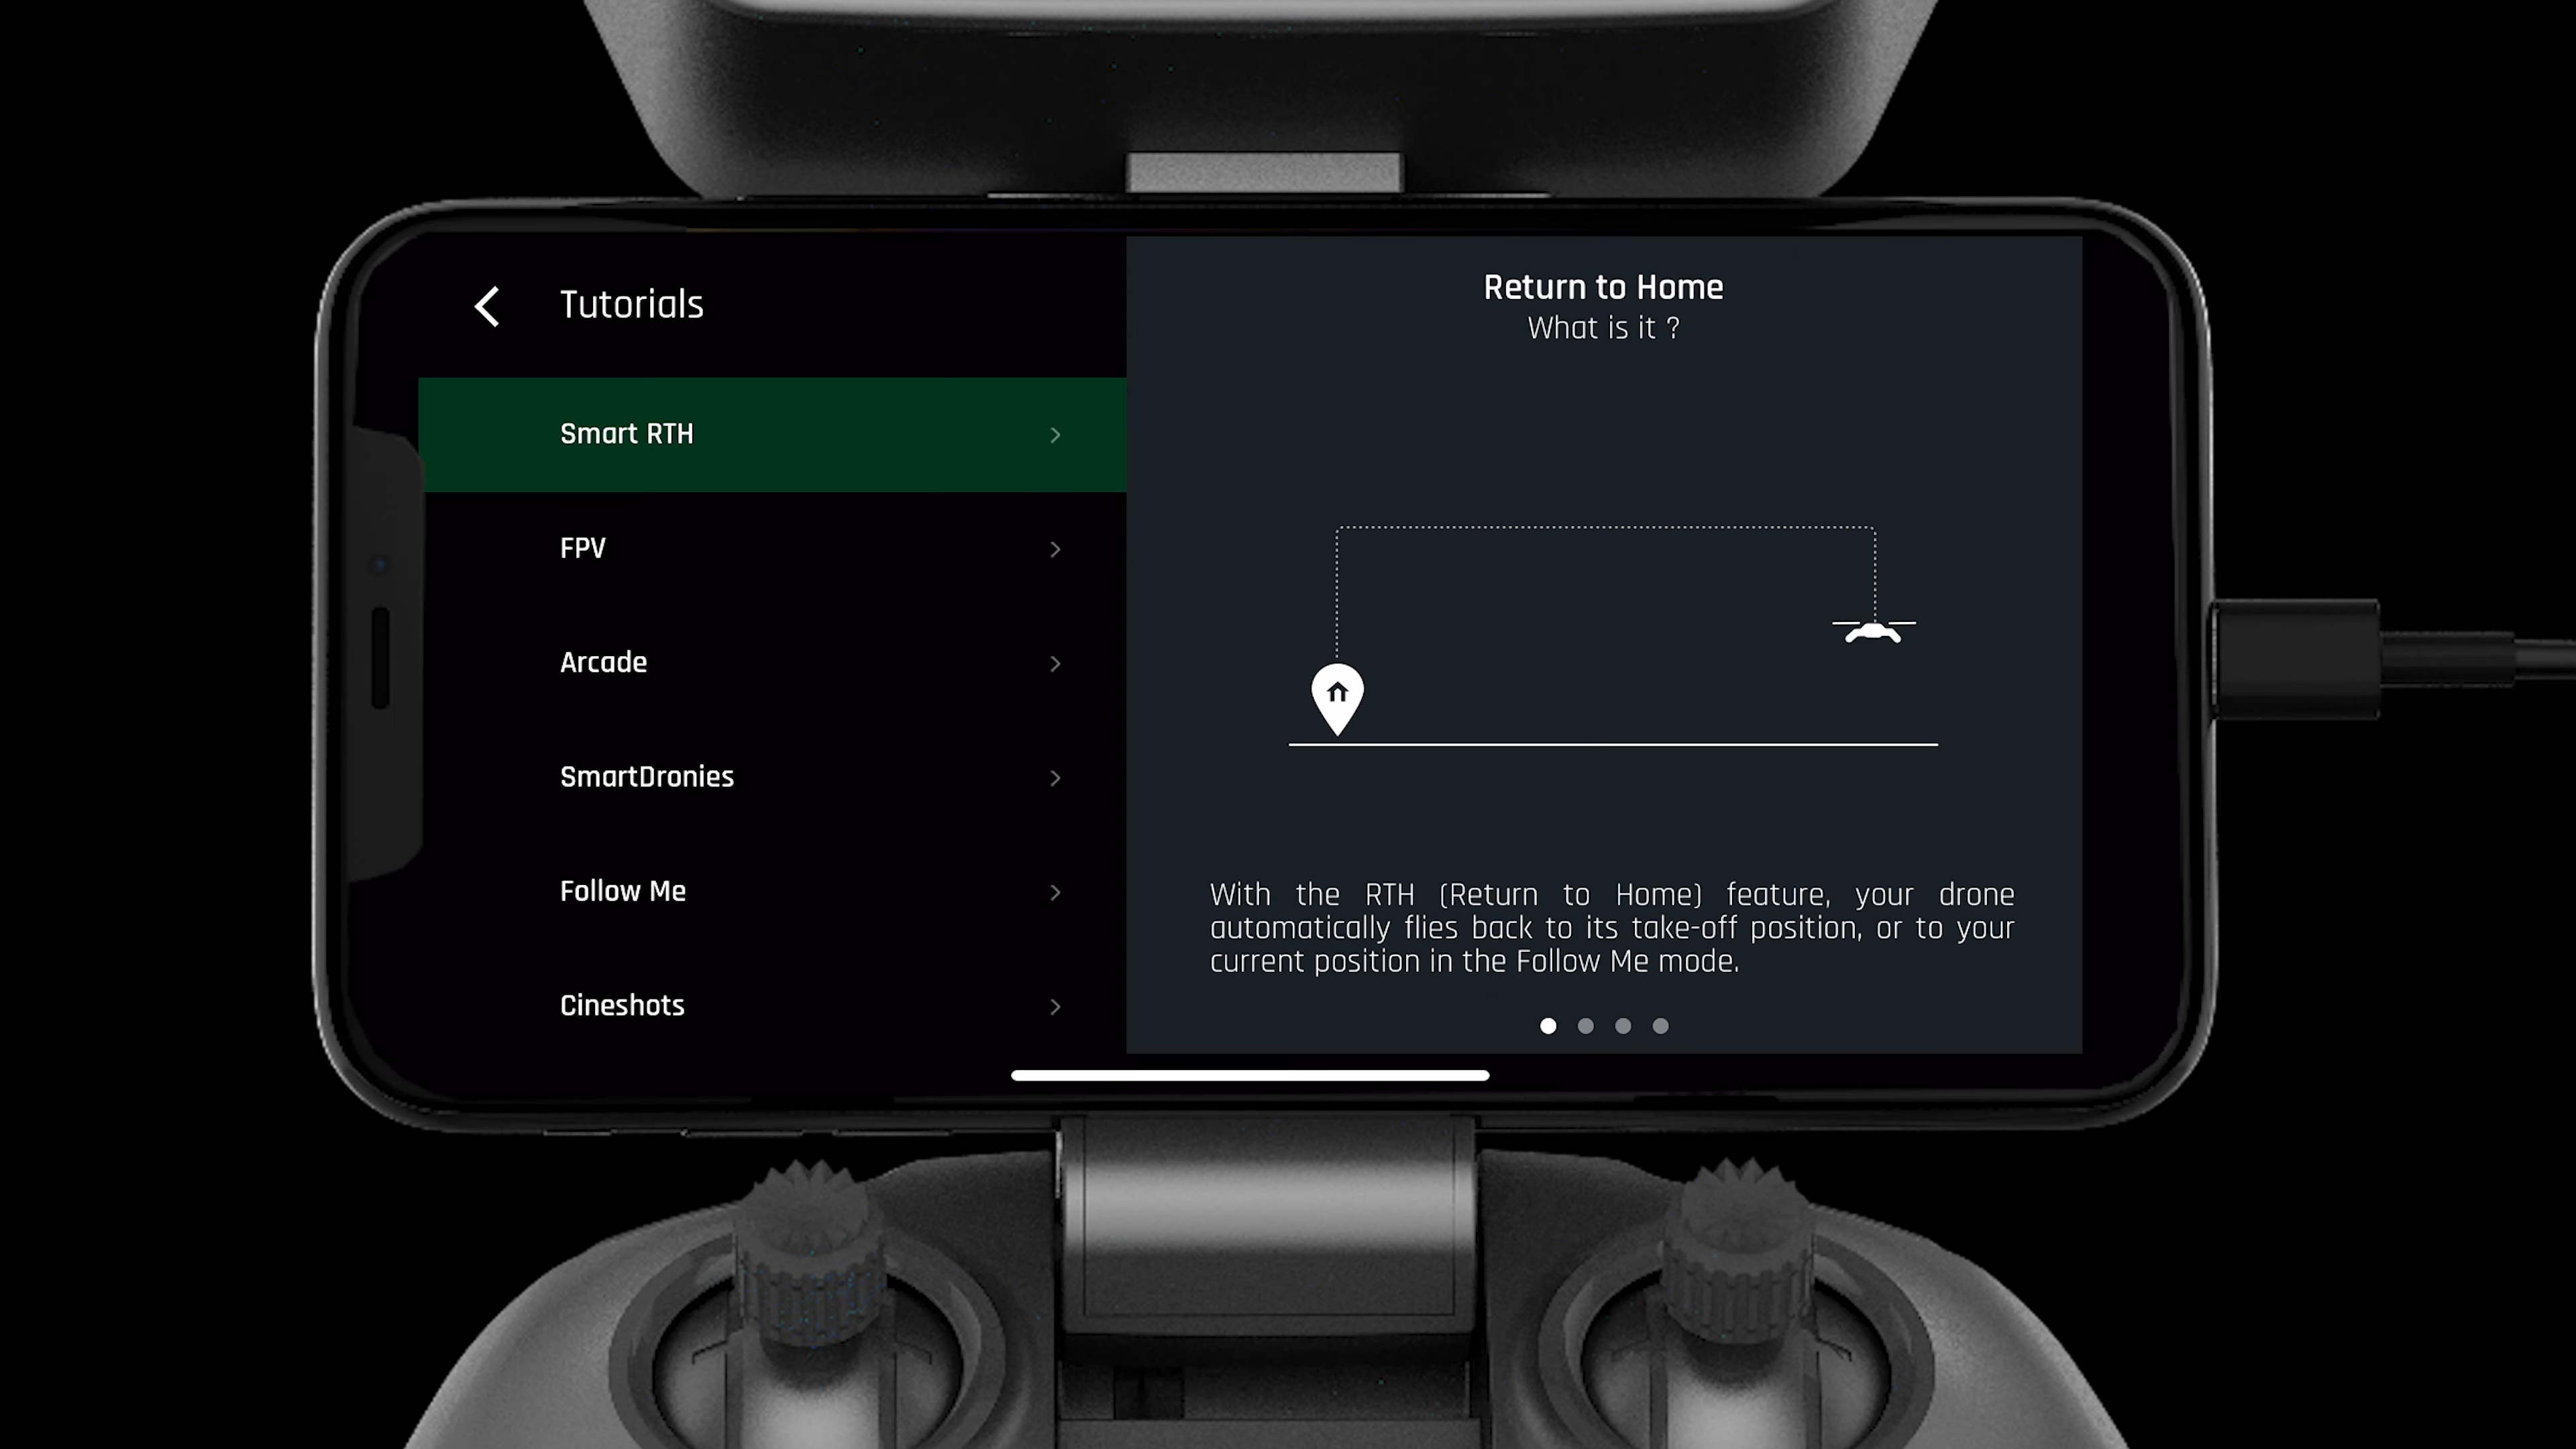 Tutorials
Smart RTH
FPV
Arcade
SmartDronies
Follow Me
Cineshots
Return to Home
What is it ?
With the RTH (Return to Home) feature, your drone
automatically flies back to its take-off position, or to your
current position in the Follow Me mode.